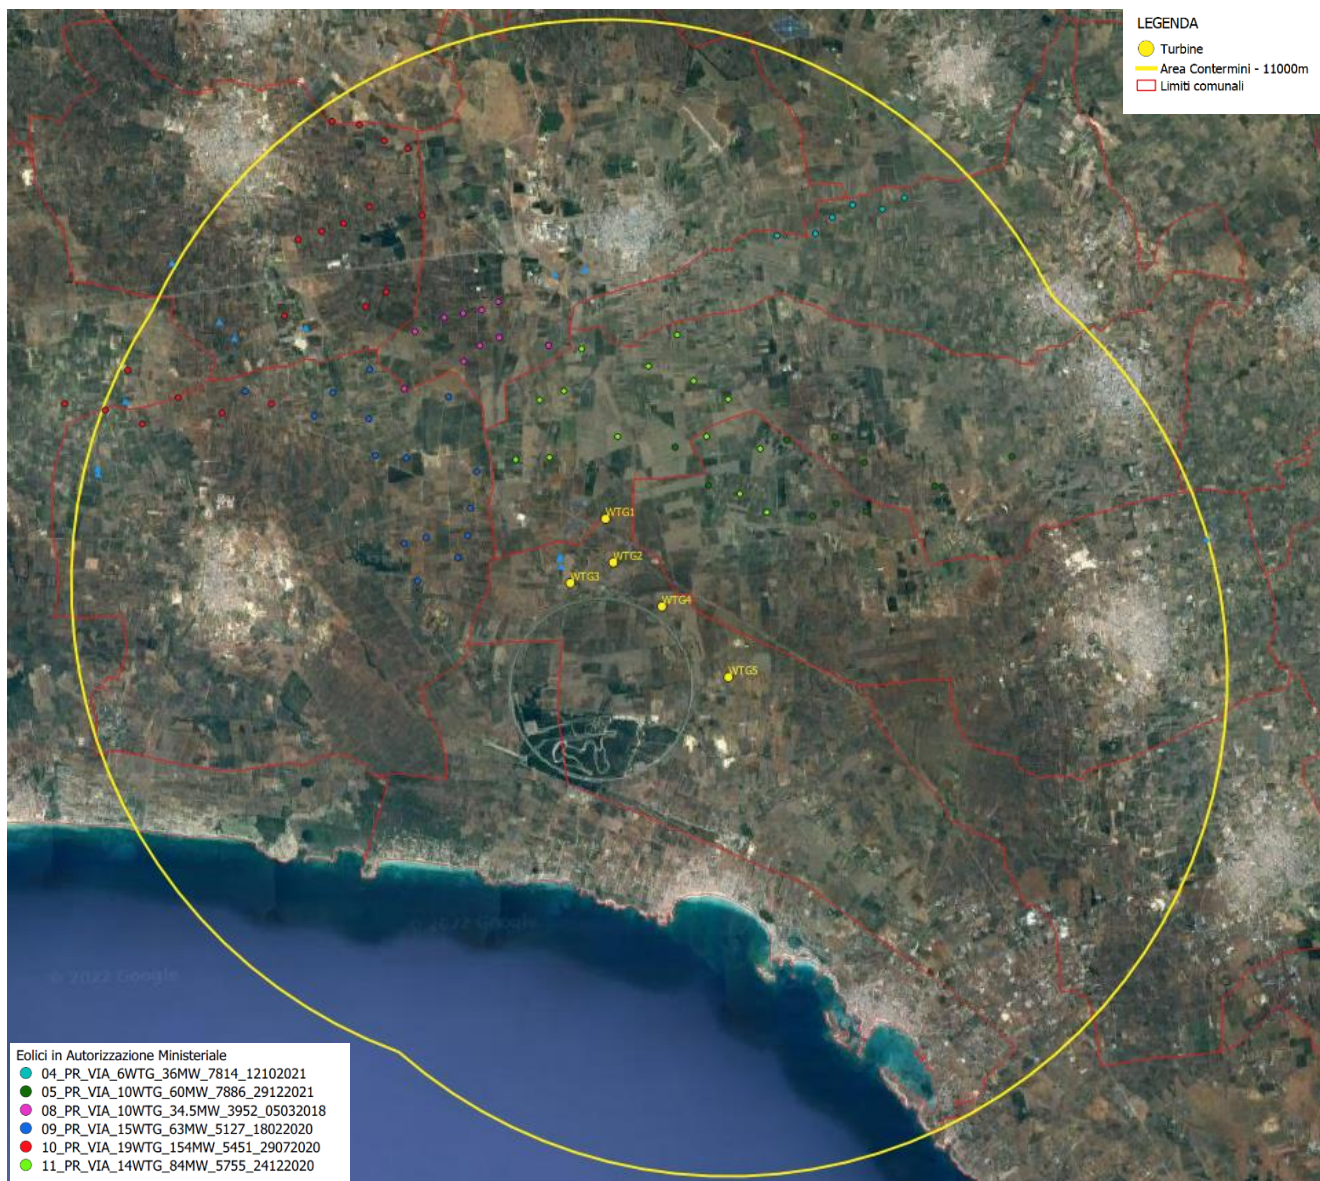 LEGENDA
Turbine
Area Contermini - 11000m
Limiti comunali
WTG1
WTG2
WTG3
WTG4
WTG5
© 2022 Google
© 2022 Google
Eolici in Autorizzazione Ministeriale
04_PR_VIA_6WTG_36MW_7814_12102021
05_PR_VIA_10WTG_60MW_7886_29122021
08_PR_VIA_10WTG_34.5MW_3952_05032018
09_PR_VIA_15WTG_63MW_5127_18022020
10_PR_VIA_19WTG_154MW_5451_29072020
11_PR_VIA_14WTG_84MW_5755_24122020